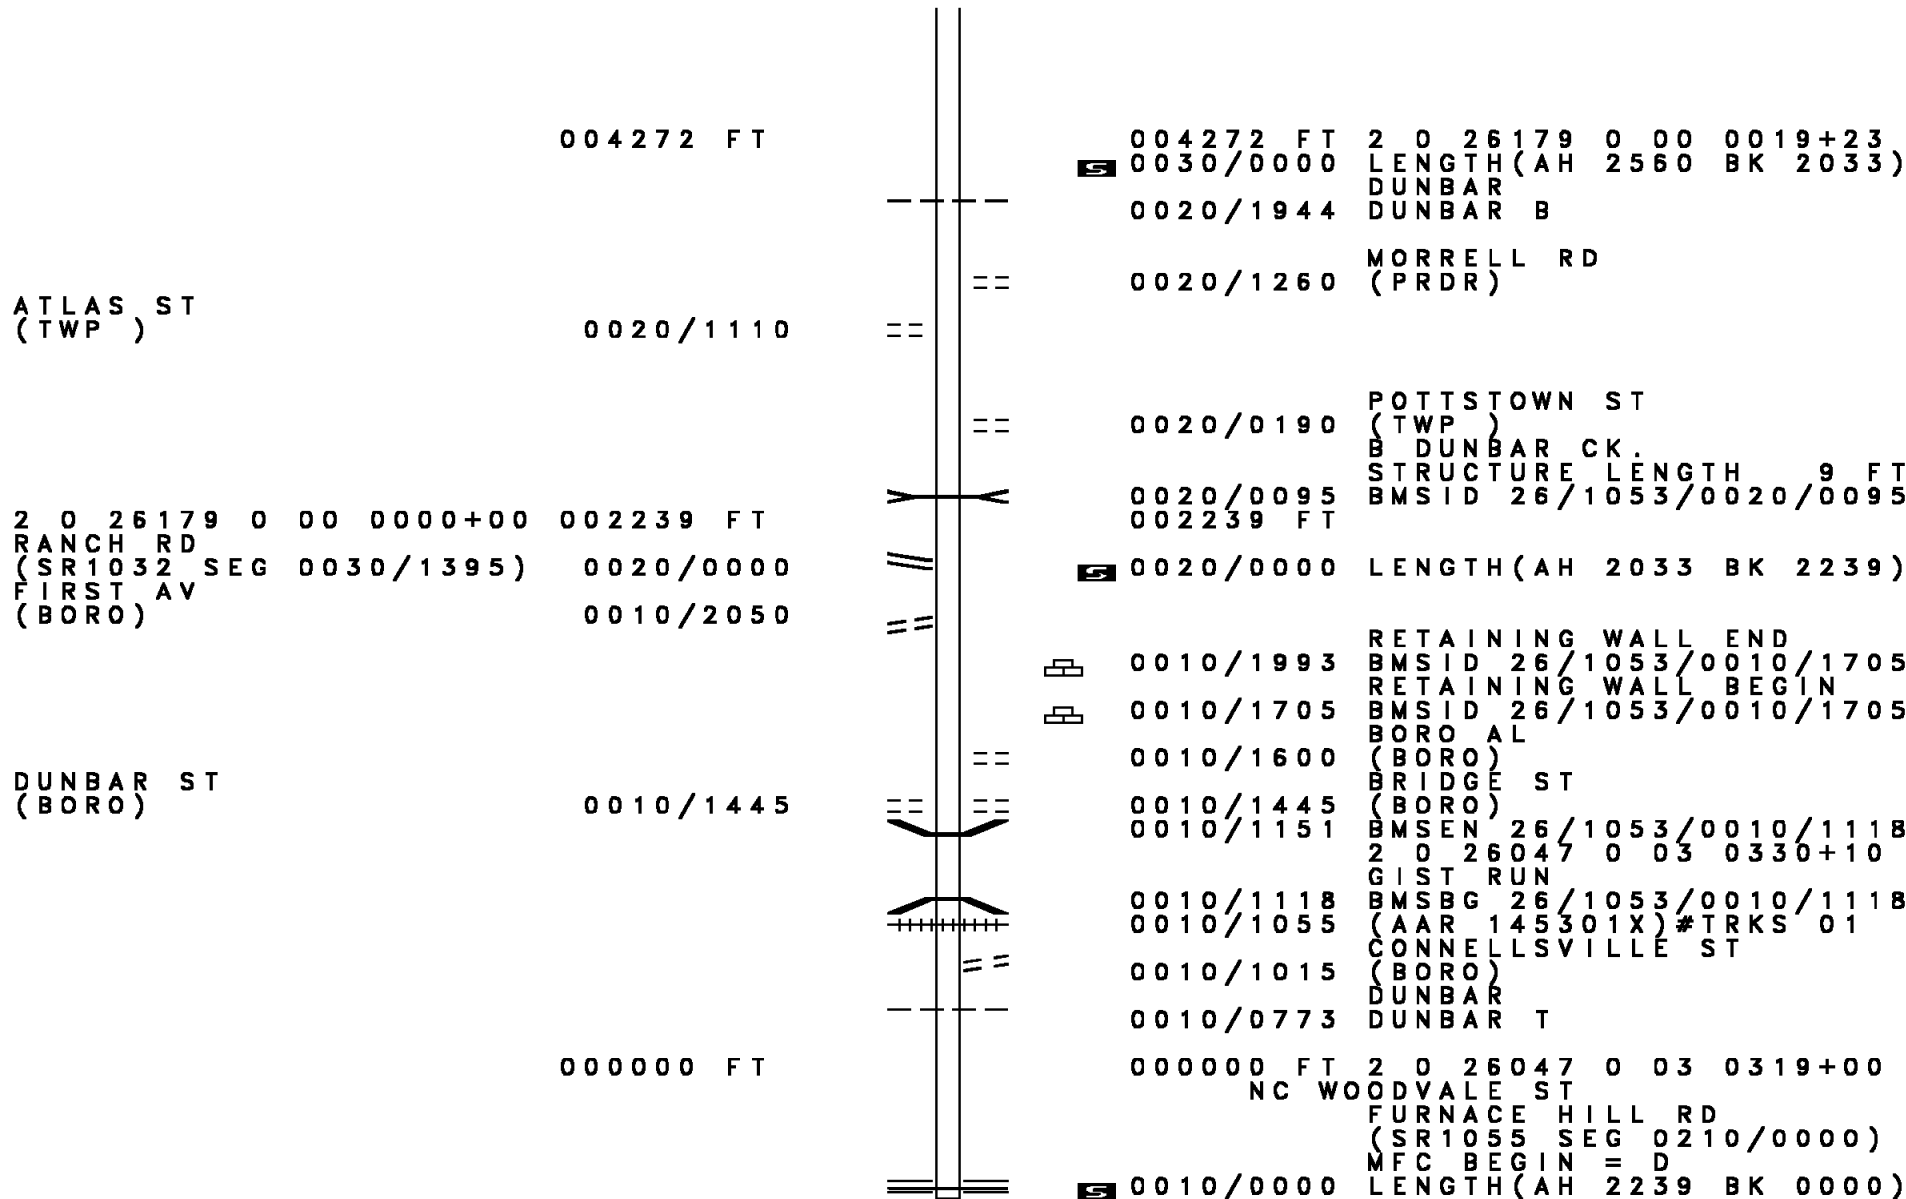 004272 FT 004272 FT 2 0 26179 0 00 0019+23
S 0030/0000 LENGTH(AH 2560 BK 2033)
DUNBAR
0020/1944 DUNBAR B
MORRELL RD
0020/1260 (PRDR)
ATLAS ST
(TWP ) 0020/1110
POTTSTOWN ST
0020/0190 (TWP )
B DUNBAR CK.
STRUCTURE LENGTH 9 FT
0020/0095 BMSID 26/1053/0020/0095
2 0 26179 0 00 0000+00 002239 FT 002239 FT
RANCH RD
(SR1032 SEG 0030/1395) 0020/0000 S 0020/0000 LENGTH(AH 2033 BK 2239)
FIRST AV
(BORO) 0010/2050
RETAINING WALL END
0010/1993 BMSID 26/1053/0010/1705
RETAINING WALL BEGIN
0010/1705 BMSID 26/1053/0010/1705
BORO AL
0010/1600 (BORO)
DUNBAR ST BRIDGE ST
(BORO) 0010/1445 0010/1445 (BORO)
0010/1151 BMSEN 26/1053/0010/1118
2 0 26047 0 03 0330+10
GIST RUN
0010/1118 BMSBG 26/1053/0010/1118
0010/1055 (AAR 145301X)#TRKS 01
CONNELLSVILLE ST
0010/1015 (BORO)
DUNBAR
0010/0773 DUNBAR T
000000 FT 000000 FT 2 0 26047 0 03 0319+00
NC WOODVALE ST
FURNACE HILL RD
(SR1055 SEG 0210/0000)
MFC BEGIN = D
S 0010/0000 LENGTH(AH 2239 BK 0000)